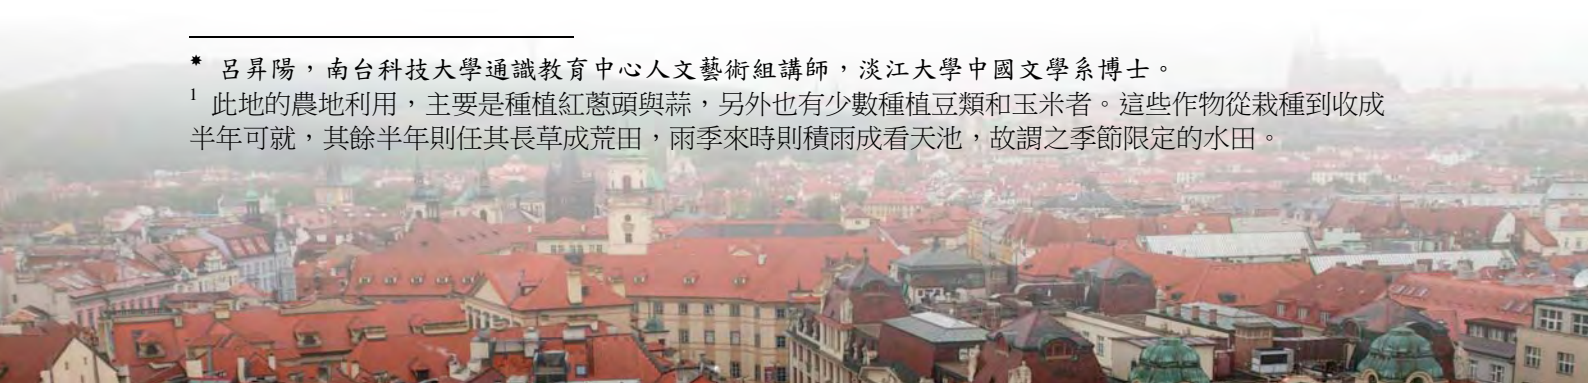 * 呂昇陽，南台科技大學通識教育中心人文藝術組講師，淡江大學中國文學系博士。
1 此地的農地利用，主要是種植紅蔥頭與蒜，另外也有少數種植豆類和玉米者。這些作物從栽種到收成
半年可就，其餘半年則任其長草成荒田，雨季來時則積雨成看天池，故謂之季節限定的水田。